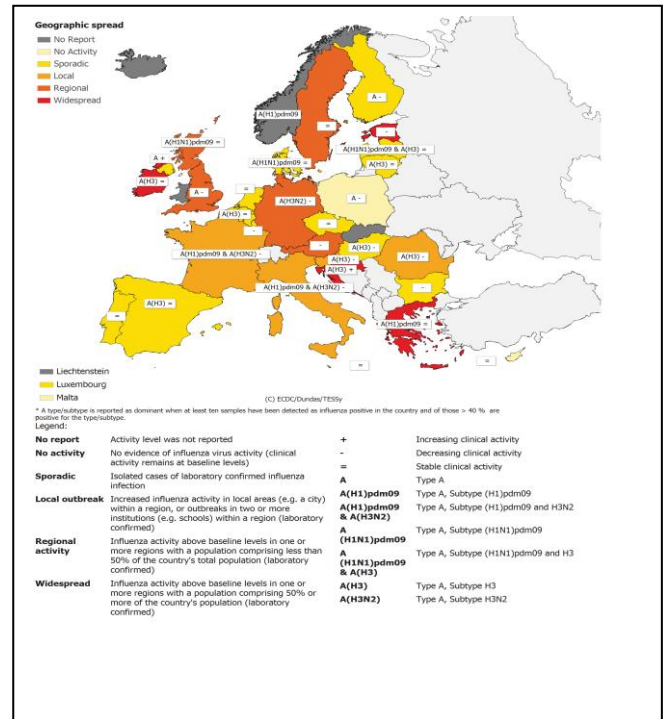 Geographic spread
No Report
No Activity
Sporadic
Local
Regional
Widespread
A(H1)pdm09
A -
=
A(H1N1)pdm09 =
A +
A(H3) =
A -
A(H1N1)pdm09 =
-
A(H1N1)pdm09 & A(H3) =
A(H3) =
=
A(H3) =
-
A(H3N2) -
A -
=
A(H1)pdm09 & A(H3N2) -
-
A(H3) -
A(H3) -
A(H3) -
A(H3) +
A(H1)pdm09 & A(H3N2) -
-
A(H3) =
=
A(H1)pdm09 =
=
=
Liechtenstein
Luxembourg
Malta
(C) ECDC/Dundas/TESSy
* A type/subtype is reported as dominant when at least ten samples have been detected as influenza positive in the country and of those > 40 % are
positive for the type/subtype.
Legend:
No report Activity level was not reported + Increasing clinical activity
No activity No evidence of influenza virus activity (clinical - Decreasing clinical activity
activity remains at baseline levels) = Stable clinical activity
Sporadic Isolated cases of laboratory confirmed influenza A Type A
infection A(H1)pdm09 Type A, Subtype (H1)pdm09
Local outbreak Increased influenza activity in local areas (e.g. a city) A(H1)pdm09 Type A, Subtype (H1)pdm09 and H3N2
within a region, or outbreaks in two or more & A(H3N2)
institutions (e.g. schools) within a region (laboratory A Type A, Subtype (H1N1)pdm09
confirmed) (H1N1)pdm09
Regional Influenza activity above baseline levels in one or A Type A, Subtype (H1N1)pdm09 and H3
activity more regions with a population comprising less than (H1N1)pdm09
50% of the country's total population (laboratory & A(H3)
confirmed)
Widespread Influenza activity above baseline levels in one or A(H3) Type A, Subtype H3
more regions with a population comprising 50% or A(H3N2) Type A, Subtype H3N2
more of the country's population (laboratory
confirmed)